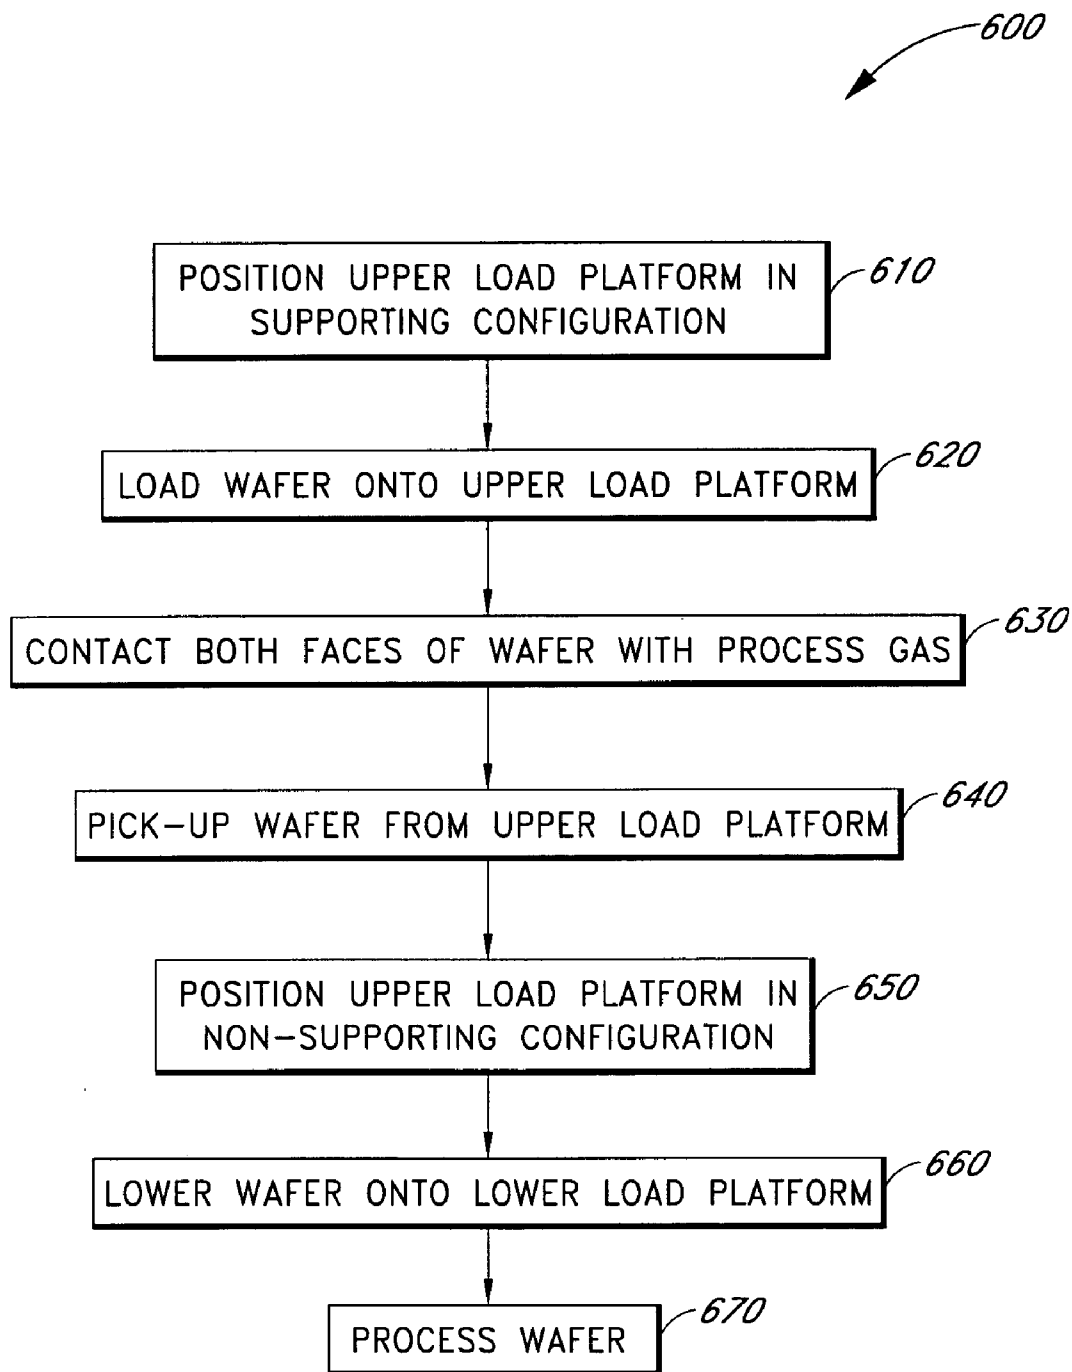 600
POSITION UPPER LOAD PLATFORM IN
SUPPORTING CONFIGURATION
610
LOAD WAFER ONTO UPPER LOAD PLATFORM
620
CONTACT BOTH FACES OF WAFER WITH PROCESS GAS
630
PICK-UP WAFER FROM UPPER LOAD PLATFORM
640
POSITION UPPER LOAD PLATFORM IN
NON-SUPPORTING CONFIGURATION
650
LOWER WAFER ONTO LOWER LOAD PLATFORM
660
PROCESS WAFER
670